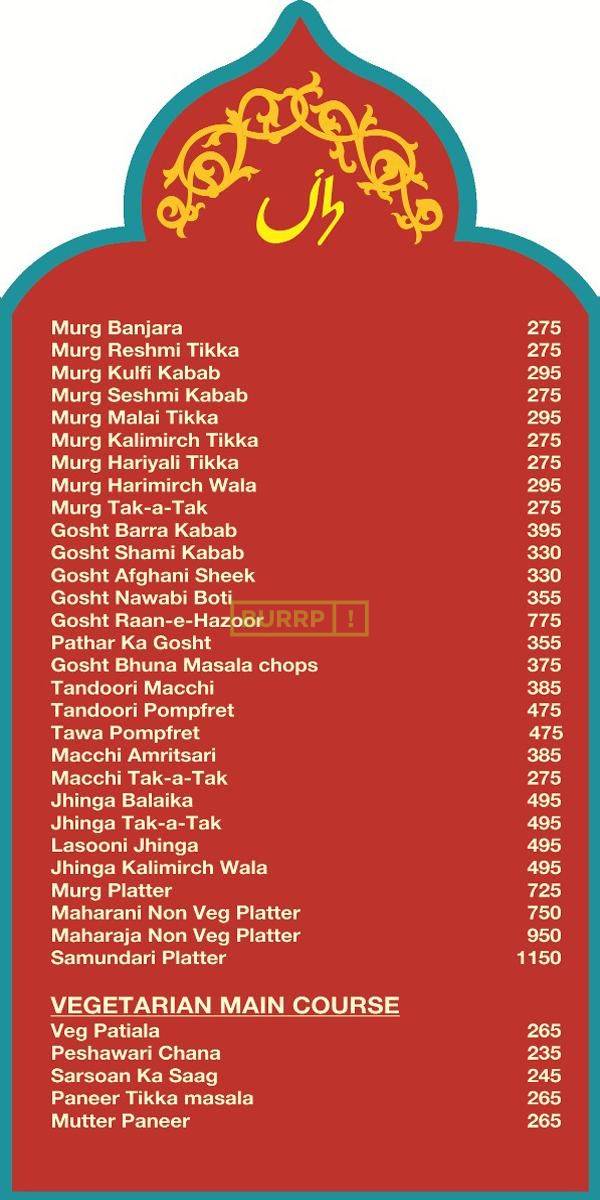 Murg Banjara 275
Murg Reshmi Tikka 275
Murg Kulfi Kabab 295
Murg Seshmi Kabab 275
Murg Malai Tikka 295
Murg Kalimirch Tikka 275
Murg Hariyali Tikka 275
Murg Harimirch Wala 295
Murg Tak-a-Tak 275
Gosht Barra Kabab 395
Gosht Shami Kabab 330
Gosht Afghani Sheek 330
Gosht Nawabi Boti 355
Gosht Raan-e-Hazoor 775
BURRP !
Pathar Ka Gosht 355
Gosht Bhuna Masala chops 375
Tandoori Macchi 385
Tandoori Pompfret 475
Tawa Pompfret 475
Macchi Amritsari 385
Macchi Tak-a-Tak 275
Jhinga Balaika 495
Jhinga Tak-a-Tak 495
Lasooni Jhinga 495
Jhinga Kalimirch Wala 495
Murg Platter 725
Maharani Non Veg Platter 750
Maharaja Non Veg Platter 950
Samundari Platter 1150
VEGETARIAN MAIN COURSE
Veg Patiala 265
Peshawari Chana 235
Sarsoan Ka Saag 245
Paneer Tikka masala 265
Mutter Paneer 265